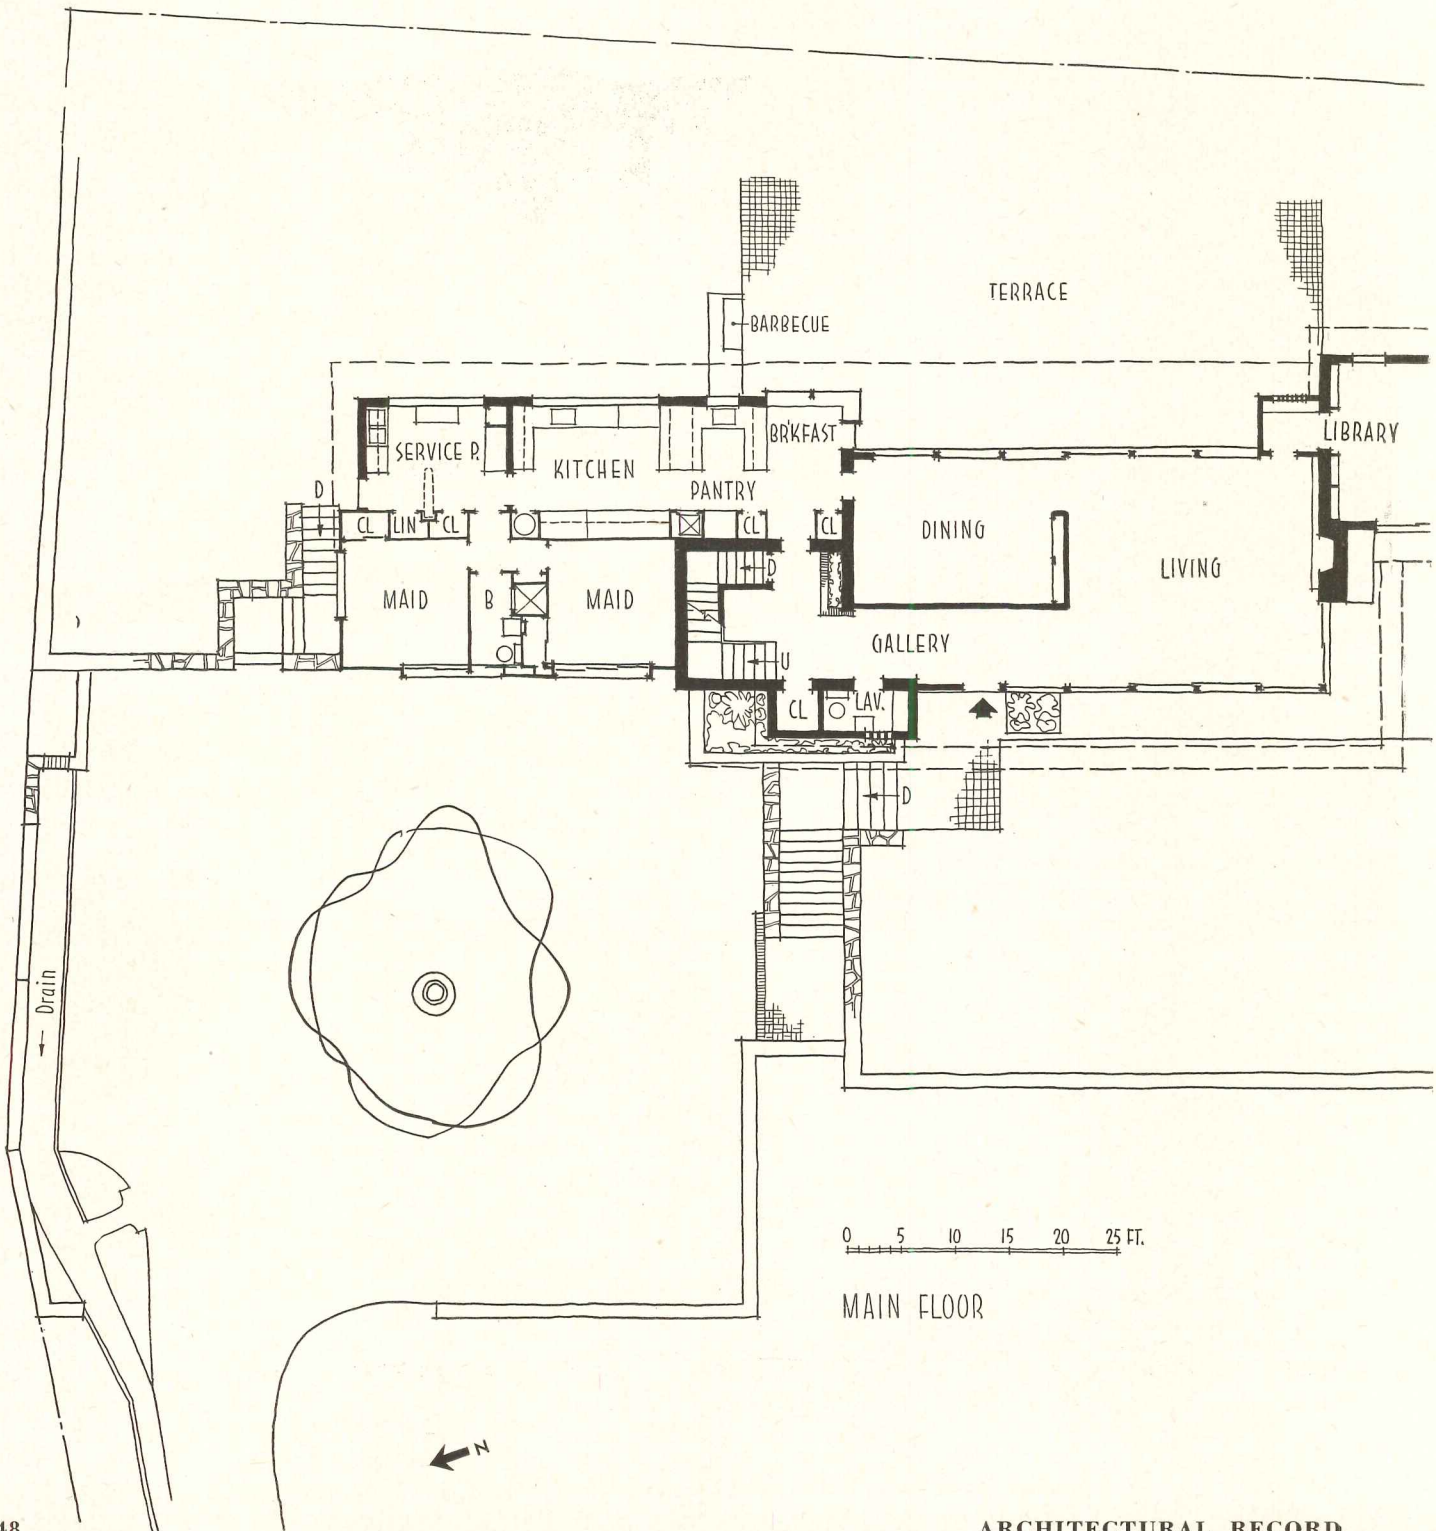 TERRACE
BARBECUE
LIBRARY
BR'KFAST
SERVICE P.
KITCHEN
PANTRY
D
CL
LIN
CL
CL
CL
DINING
LIVING
D
MAID
B
MAID
GALLERY
U
CL
LAV.
D
Drain
0 5 10 15 20 25 FT.
MAIN FLOOR
N
ARCHITECTURAL RECORD